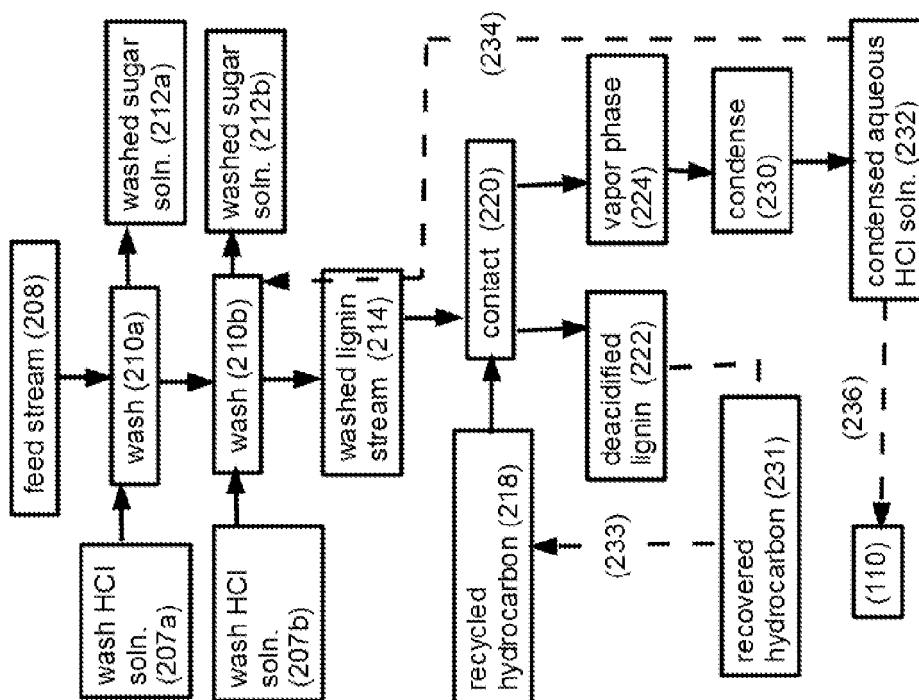 feed stream (208)
wash HCl
soln.
(207a)
wash (210a)
washed sugar
soln. (212a)
wash HCl
soln.
(207b)
wash (210b)
washed sugar
soln. (212b)
washed lignin
stream (214)
(234)
recycled
hydrocarbon (218)
contact (220)
(233)
deacidified
lignin (222)
vapor phase
(224)
condense
(230)
recovered
hydrocarbon (231)
(110)
(236)
condensed aqueous
HCl soln. (232)